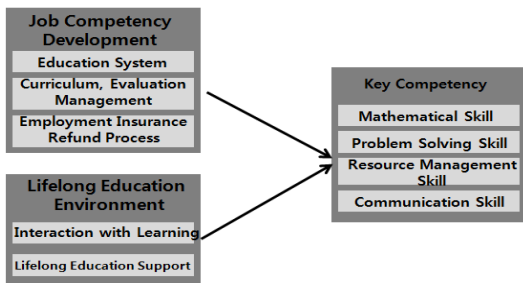 Job Competency
Development
Education System
Curriculum, Evaluation
Management
Employment Insurance
Refund Process
Lifelong Education
Environment
Interaction with Learning
Lifelong Education Support
Key Competency
Mathematical Skill
Problem Solving Skill
Resource Management
Skill
Communication Skill